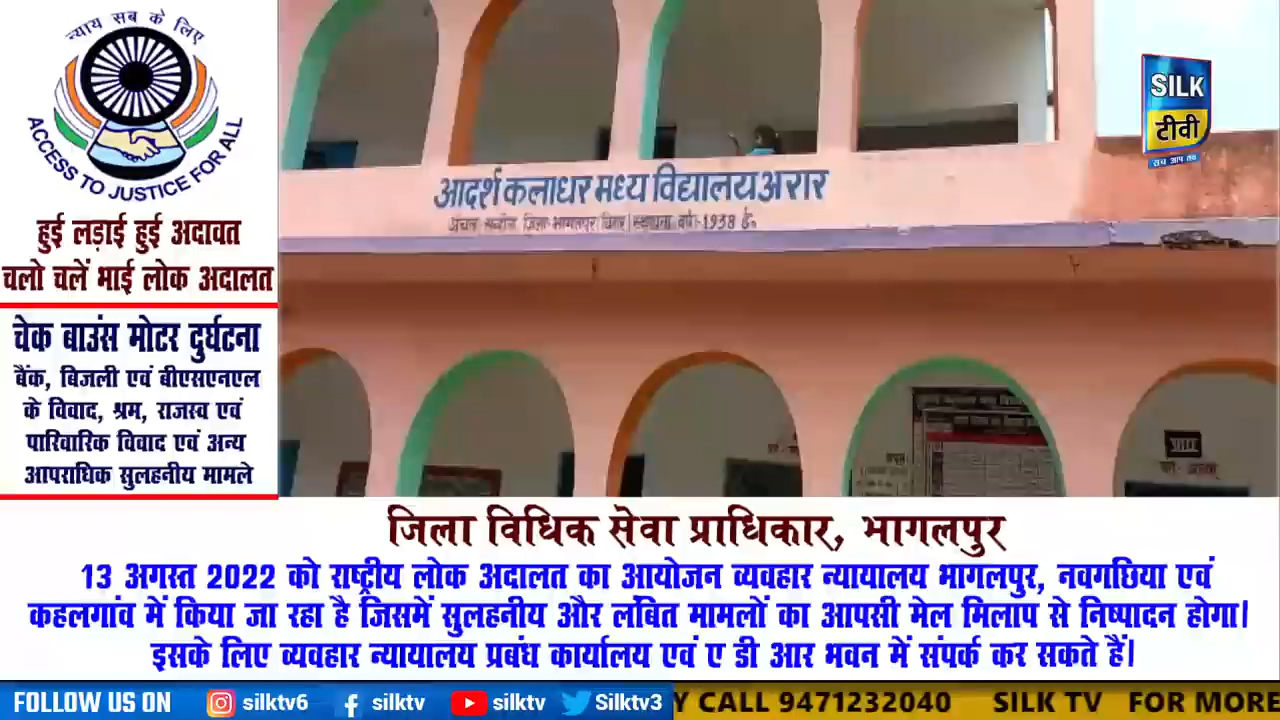 न्याय सब के लिए
ACCESS TO JUSTICE FOR ALL
हुई लड़ाई हुई अदावत
चलो चलें भाई लोक अदालत
चेक बाउंस मोटर दुर्घटना
बैंक, बिजली एवं बीएसएनएल
के विवाद, श्रम, राजस्व एवं
पारिवारिक विवाद एवं अन्य
आपराधिक सुलहनीय मामले
SILK
टीवी
सच आप तक
आदर्श कलाधर मध्य विद्यालय अरार
जिला-भागलपुर (बिहार) स्थापना वर्ष-1938 ई०
जिला विधिक सेवा प्राधिकार, भागलपुर
13 अगस्त 2022 को राष्ट्रीय लोक अदालत का आयोजन व्यवहार न्यायालय भागलपुर, नवगछिया एवं
कहलगांव में किया जा रहा है जिसमें सुलहनीय और लंबित मामलों का आपसी मेल मिलाप से निष्पादन होगा।
इसके लिए व्यवहार न्यायालय प्रबंध कार्यालय एवं ए डी आर भवन में संपर्क कर सकते हैं।
FOLLOW US ON silktv6 silktv silktv Silktv3 Y CALL 9471232040 SILK TV FOR MORE